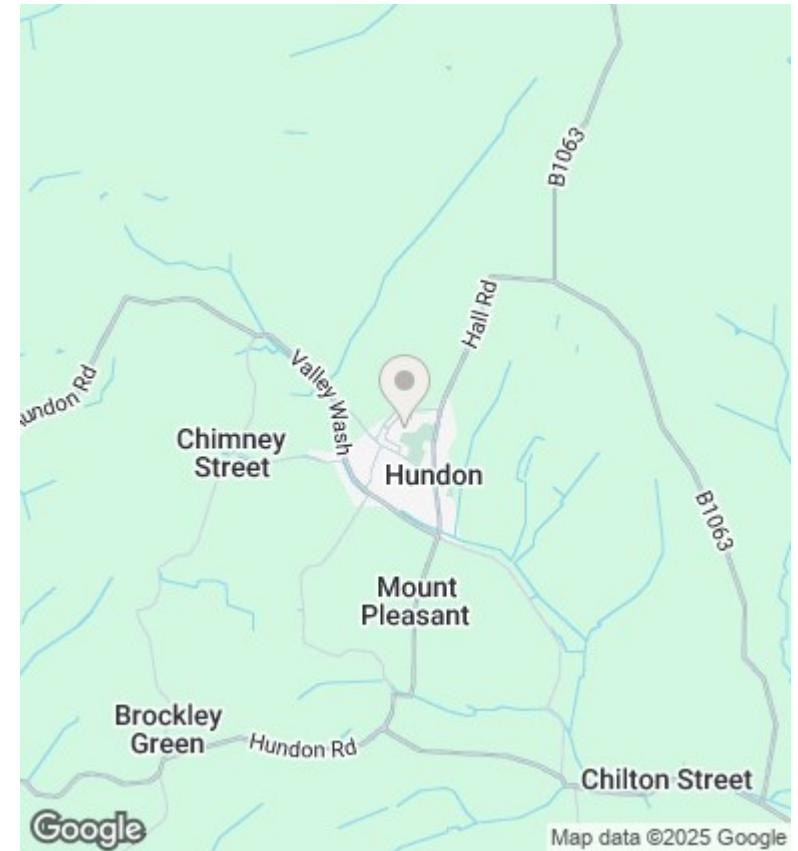 B1063
Hall Rd
Valley Wash
Hundon Rd
Chimney
Street
Hundon
B1063
Mount
Pleasant
Brockley
Green
Hundon Rd
Chilton Street
Google
Map data ©2025 Google